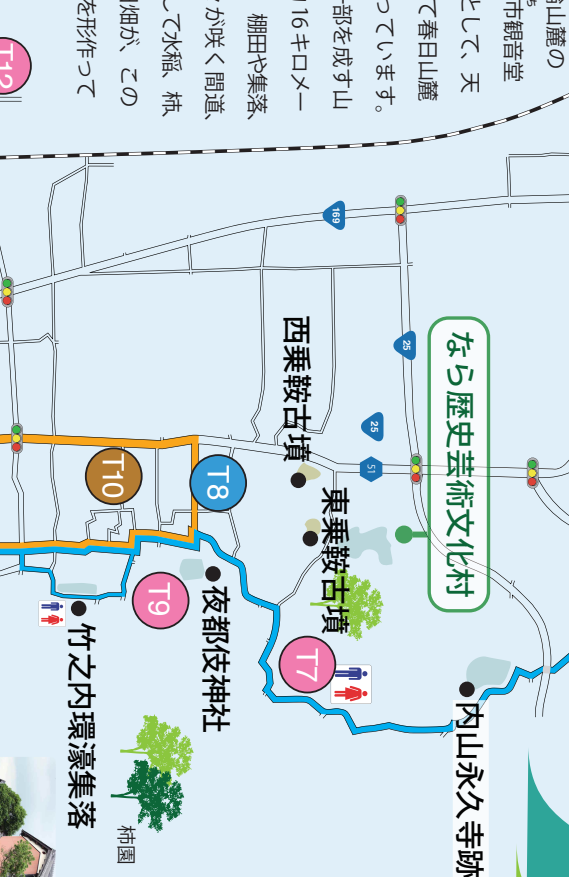 山麓の
市観音堂
として、天
て春日山麓
っています。
部を成す山
16 キロメー
棚田や集落、
が咲く間道、
して水稲、柿、
畑が、この
を形作って
T12
169
25
25
51
なら歴史芸術文化村
西乗鞍古墳
東乗鞍古墳
T8
T10
T9
T7
夜都伎神社
内山永久寺跡
竹之内環濠集落
柿園